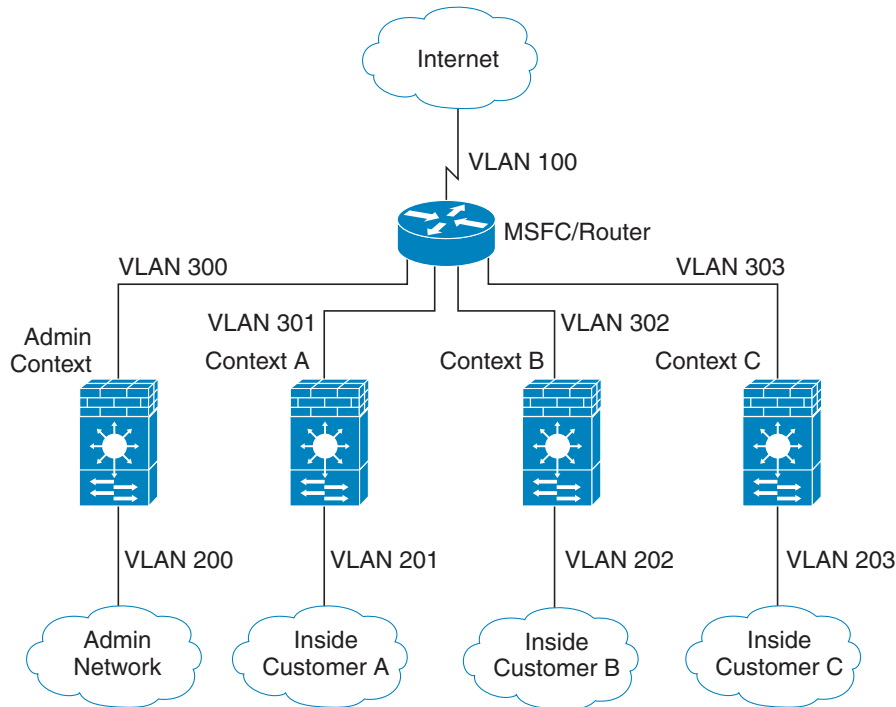 Internet
VLAN 100
MSFC/Router
VLAN 300
VLAN 303
VLAN 301
VLAN 302
Admin
Context
Context A
Context B
Context C
VLAN 200
VLAN 201
VLAN 202
VLAN 203
Admin
Network
Inside
Customer A
Inside
Customer B
Inside
Customer C